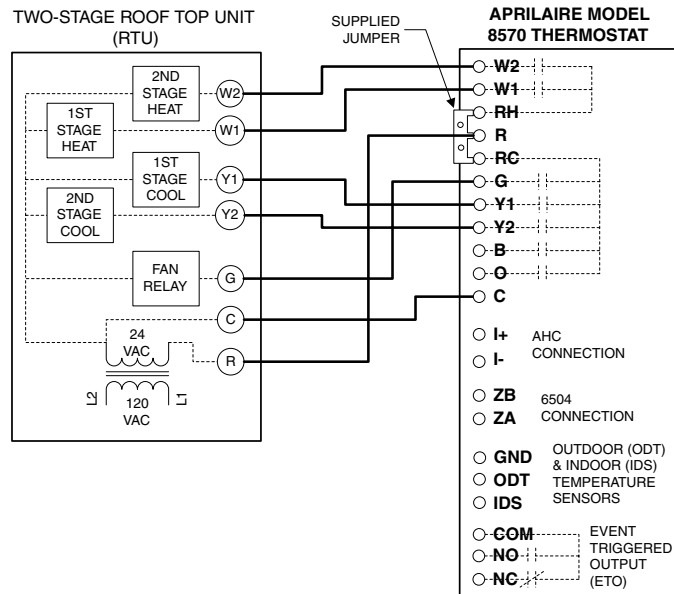 TWO-STAGE ROOF TOP UNIT
(RTU)
2ND
STAGE
HEAT
W2
1ST
STAGE
HEAT
W1
1ST
STAGE
COOL
Y1
2ND
STAGE
COOL
Y2
FAN
RELAY
G
C
24
VAC
R
L2
120
VAC
L1
SUPPLIED
JUMPER
APRILAIRE MODEL
8570 THERMOSTAT
W2
W1
RH
R
RC
G
Y1
Y2
B
O
C
I+
I-
AHC
CONNECTION
ZB
ZA
6504
CONNECTION
GND
ODT
IDS
OUTDOOR (ODT)
& INDOOR (IDS)
TEMPERATURE
SENSORS
COM
NO
NC
EVENT
TRIGGERED
OUTPUT
(ETO)